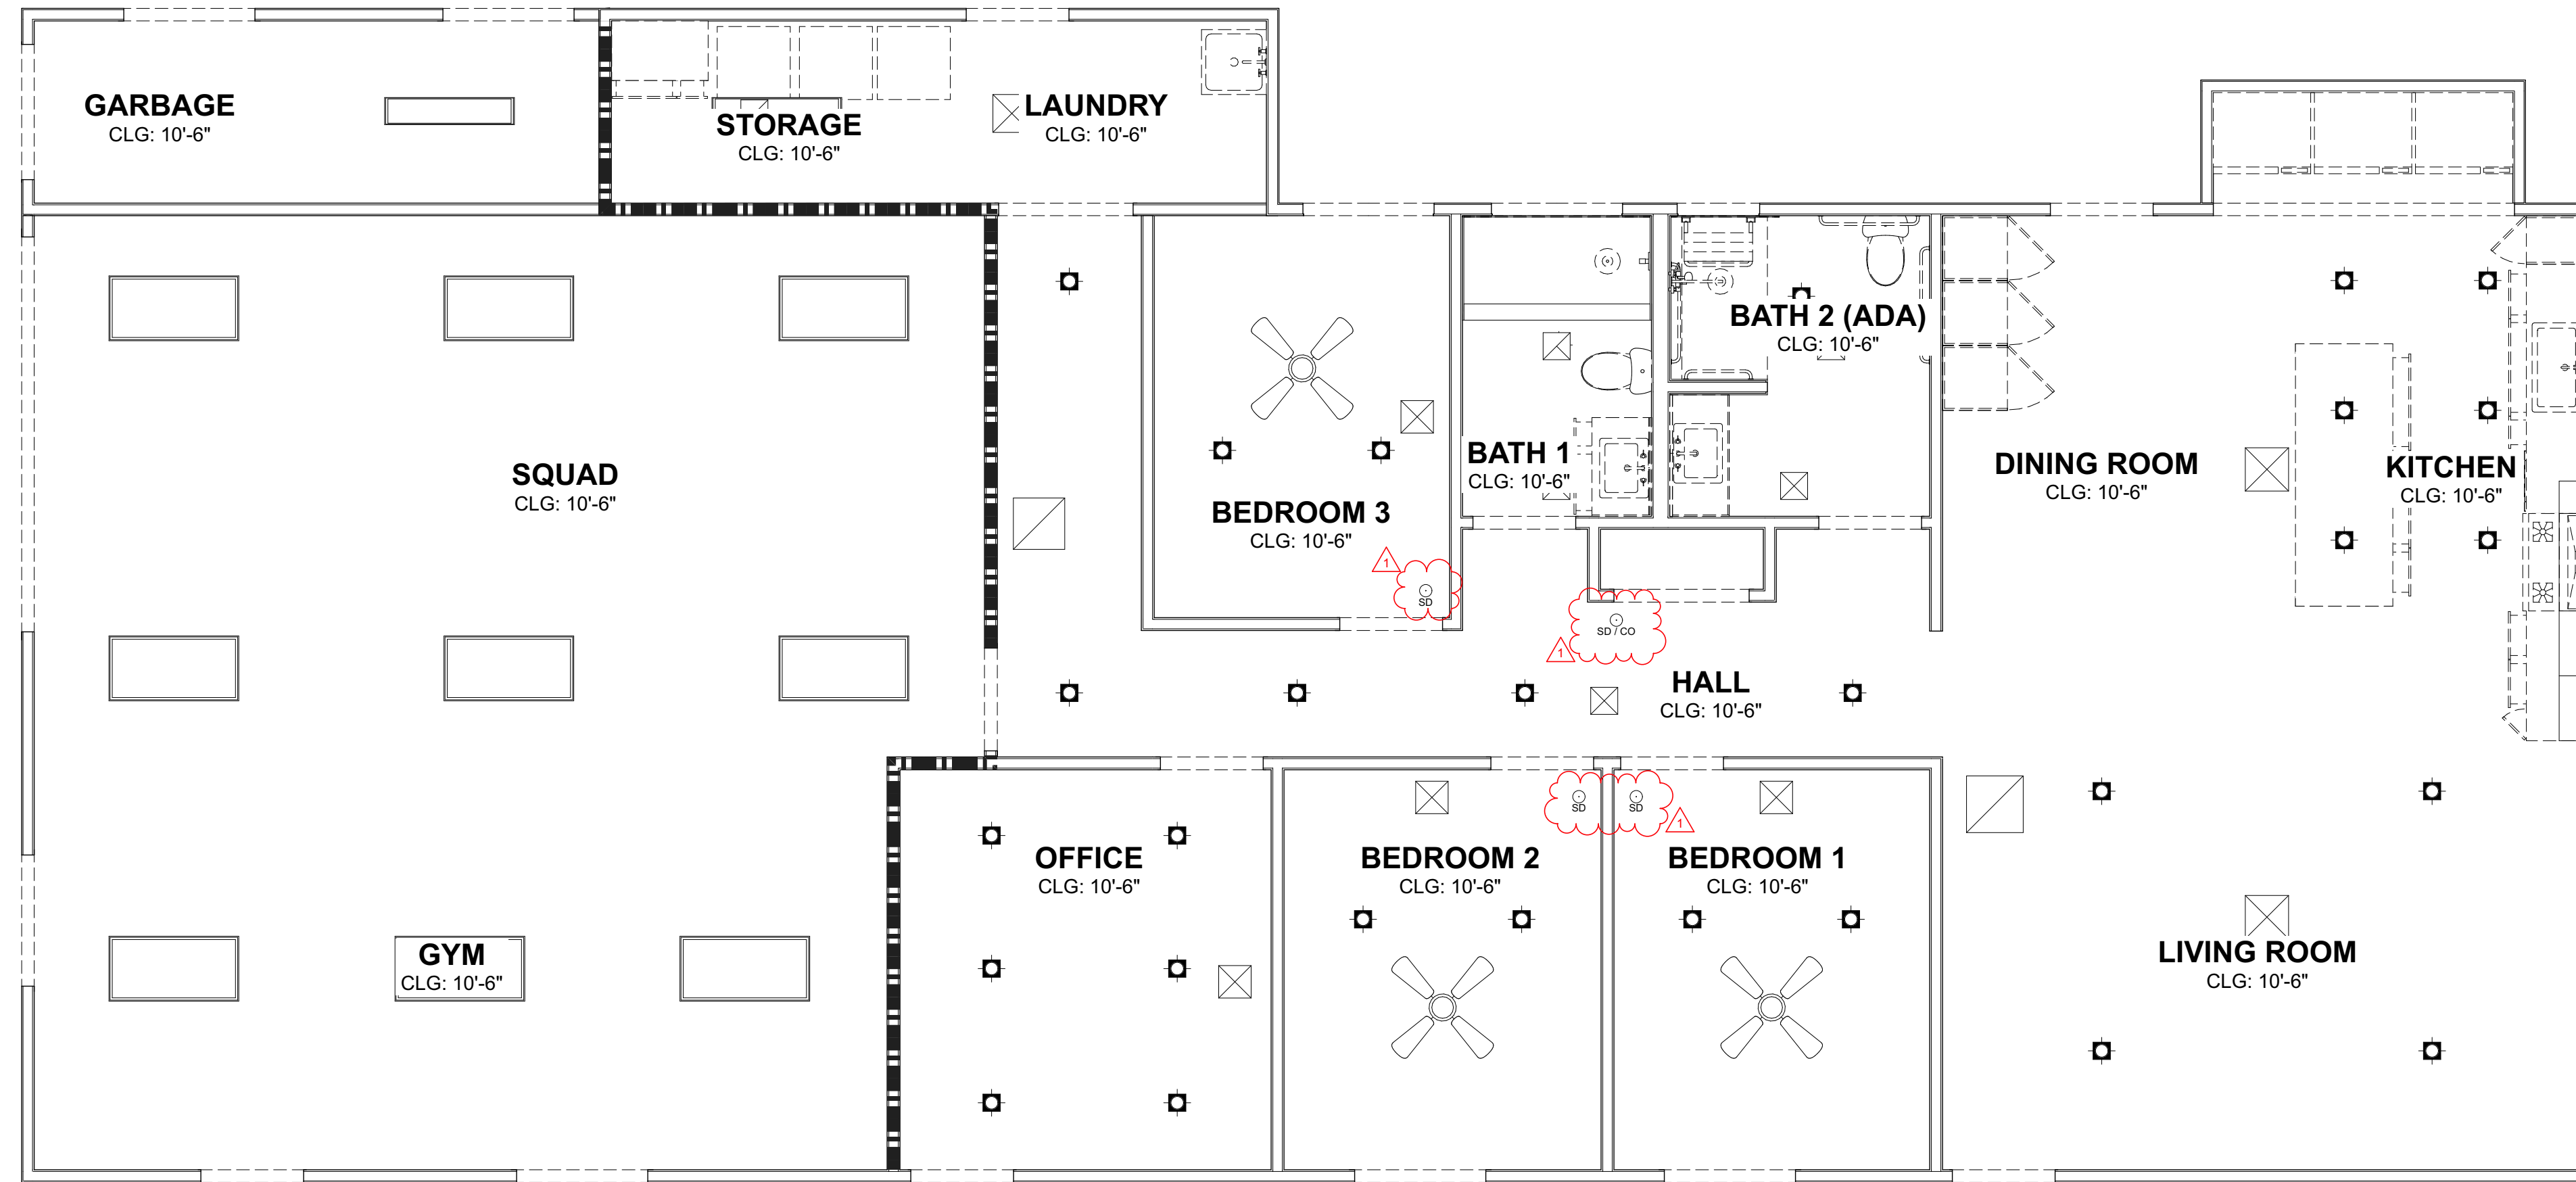 GARBAGE
CLG: 10'-6"
STORAGE
CLG: 10'-6"
LAUNDRY
CLG: 10'-6"
SQUAD
CLG: 10'-6"
BEDROOM 3
CLG: 10'-6"
BATH 1
CLG: 10'-6"
BATH 2 (ADA)
CLG: 10'-6"
DINING ROOM
CLG: 10'-6"
KITCHEN
CLG: 10'-6"
1
SD
SD / CO
1
HALL
CLG: 10'-6"
SD
SD
1
OFFICE
CLG: 10'-6"
BEDROOM 2
CLG: 10'-6"
BEDROOM 1
CLG: 10'-6"
GYM
CLG: 10'-6"
LIVING ROOM
CLG: 10'-6"